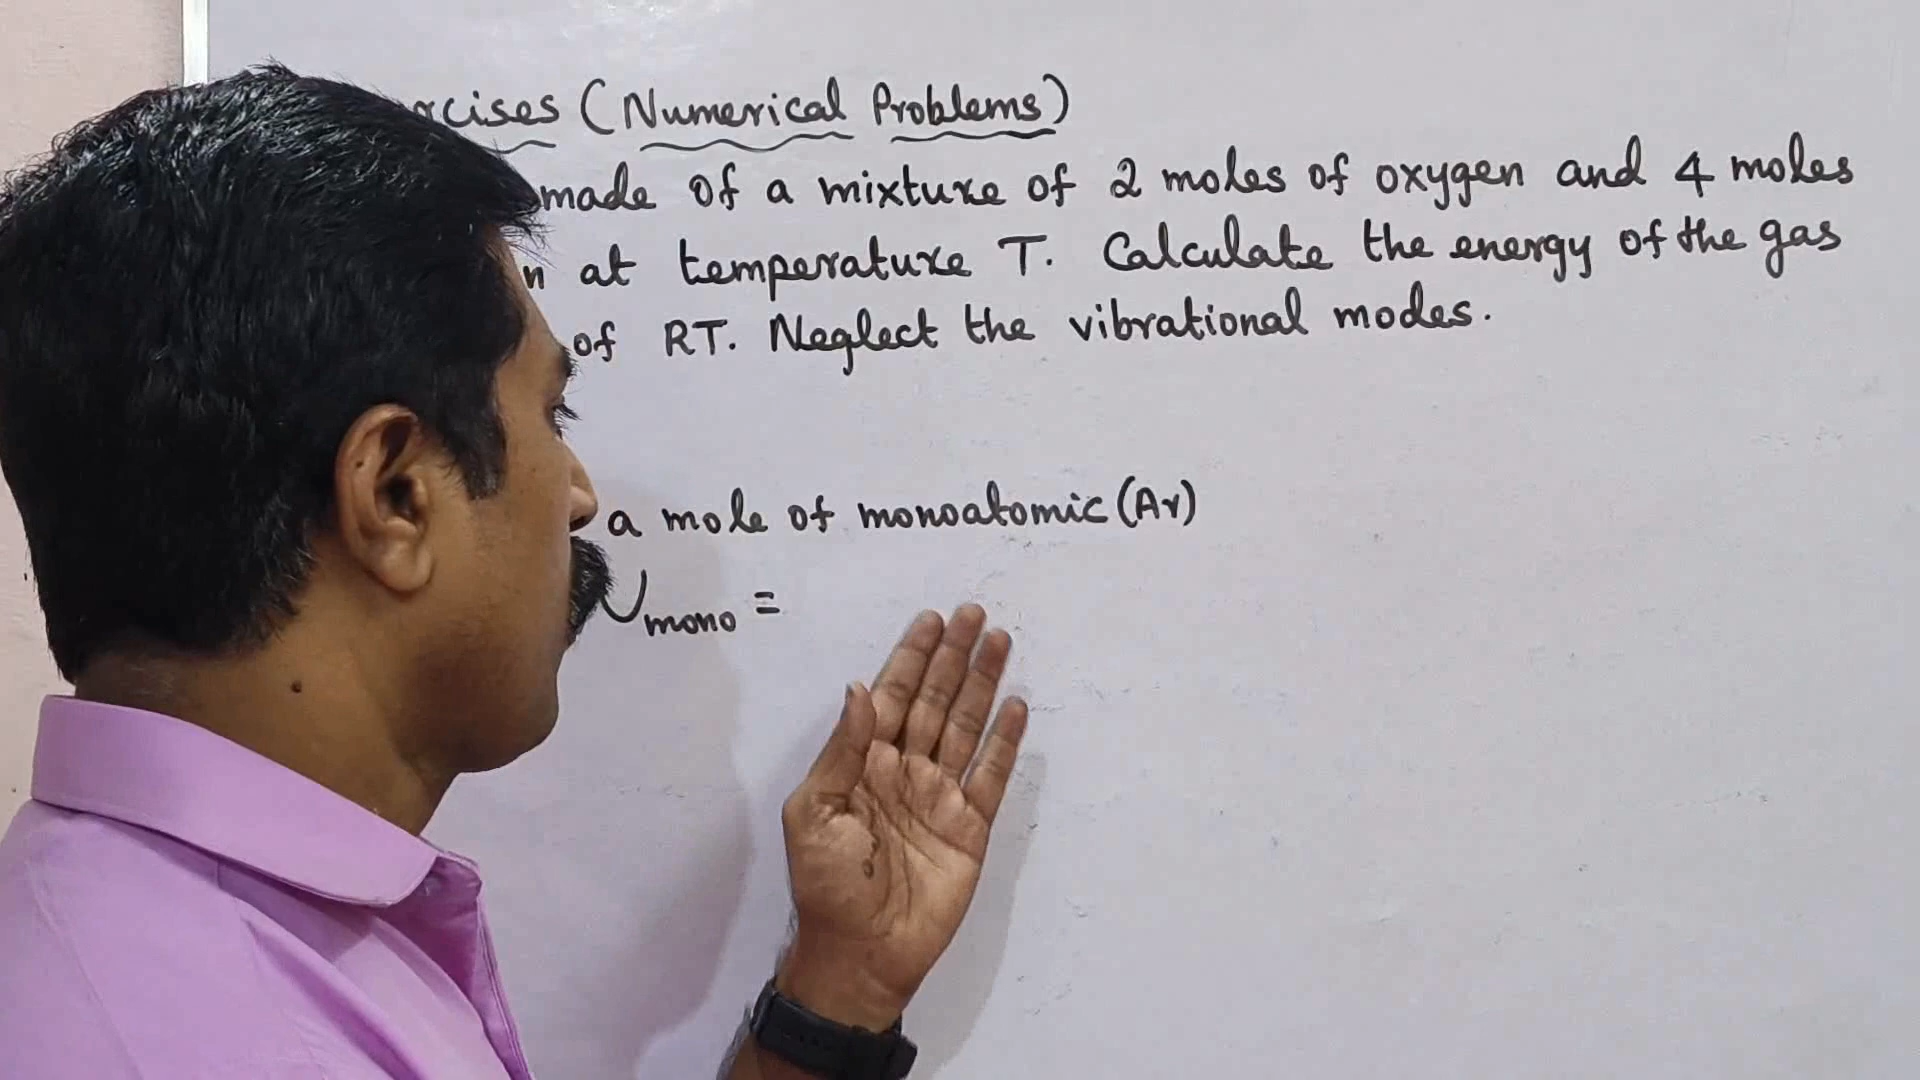 (Numerical Problems)
made of a mixture of 2 moles of oxygen and 4 moles
at temperature T. Calculate the energy of the gas
of RT. Neglect the vibrational modes.
a mole of monoatomic (Ar)
U mono =